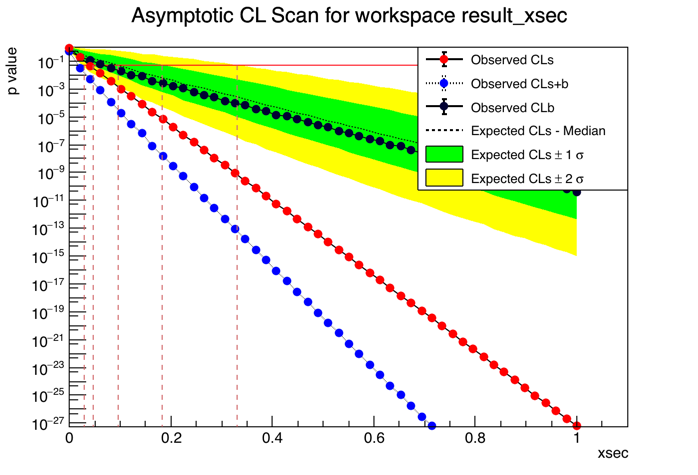 Asymptotic CL Scan for workspace result_xsec
p value
Observed CLs
Observed CLs+b
Observed CLb
Expected CLs - Median
Expected CLs ± 1 σ
Expected CLs ± 2 σ
10⁻¹
10⁻³
10⁻⁵
10⁻⁷
10⁻⁹
10⁻¹¹
10⁻¹³
10⁻¹⁵
10⁻¹⁷
10⁻¹⁹
10⁻²¹
10⁻²³
10⁻²⁵
10⁻²⁷
0 0.2 0.4 0.6 0.8 1
xsec